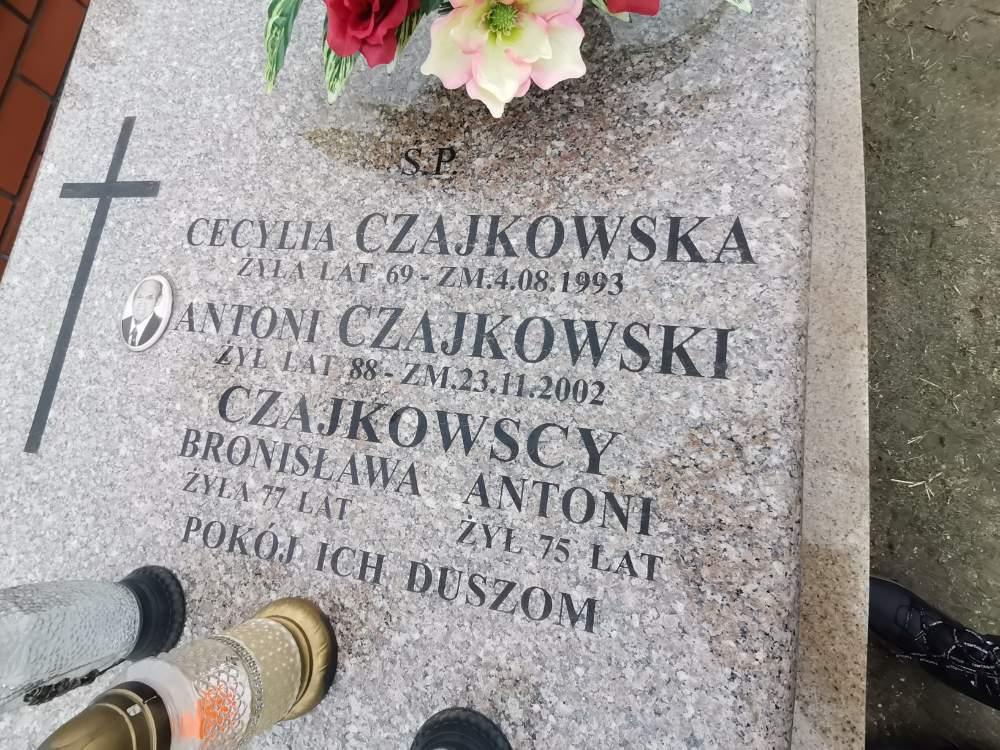 Ś.P.
CECYLIA CZAJKOWSKA
ŻYŁA LAT 69 - ZM.4.08.1993
ANTONI CZAJKOWSKI
ŻYŁ LAT 88 - ZM.23.11.2002
CZAJKOWSCY
BRONISŁAWA ANTONI
ŻYŁA 77 LAT ŻYŁ 75 ŁAT
POKÓJ ICH DUSZOM